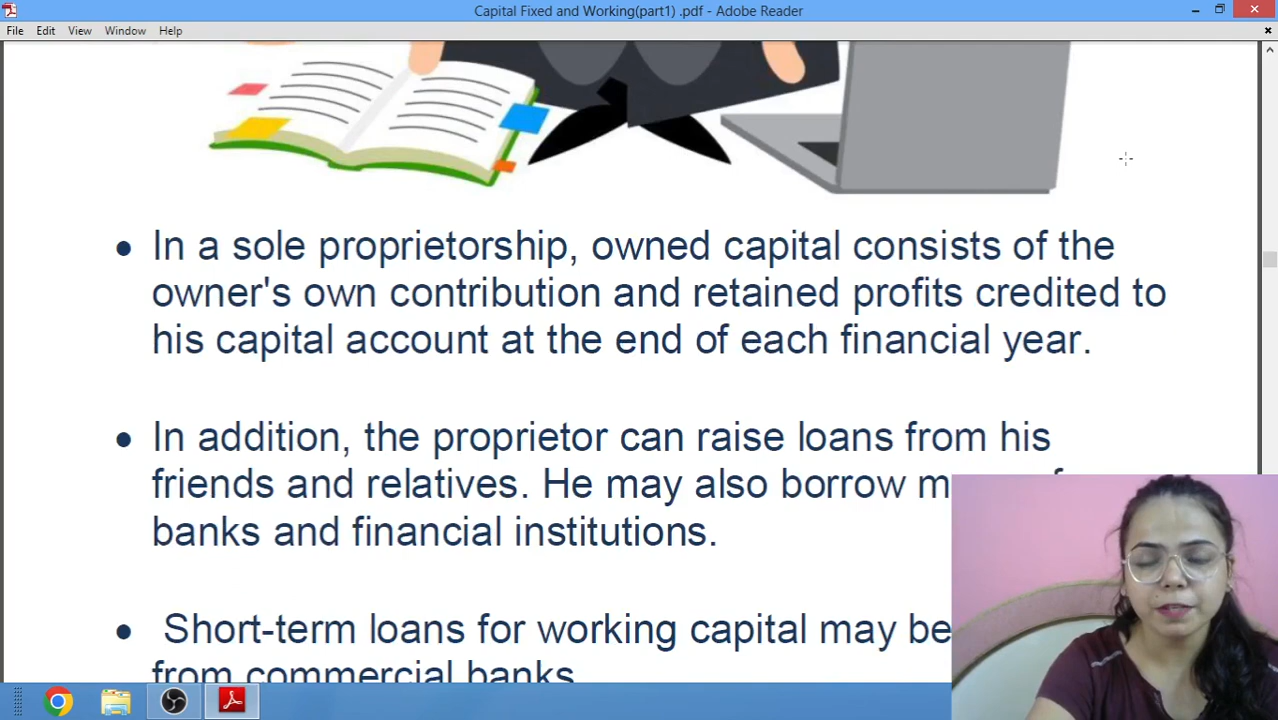 Capital Fixed and Working(part1) .pdf - Adobe Reader
File Edit View Window Help
• In a sole proprietorship, owned capital consists of the
owner's own contribution and retained profits credited to
his capital account at the end of each financial year.
• In addition, the proprietor can raise loans from his
friends and relatives. He may also borrow
banks and financial institutions.
• Short-term loans for working capital may be
from commercial banks